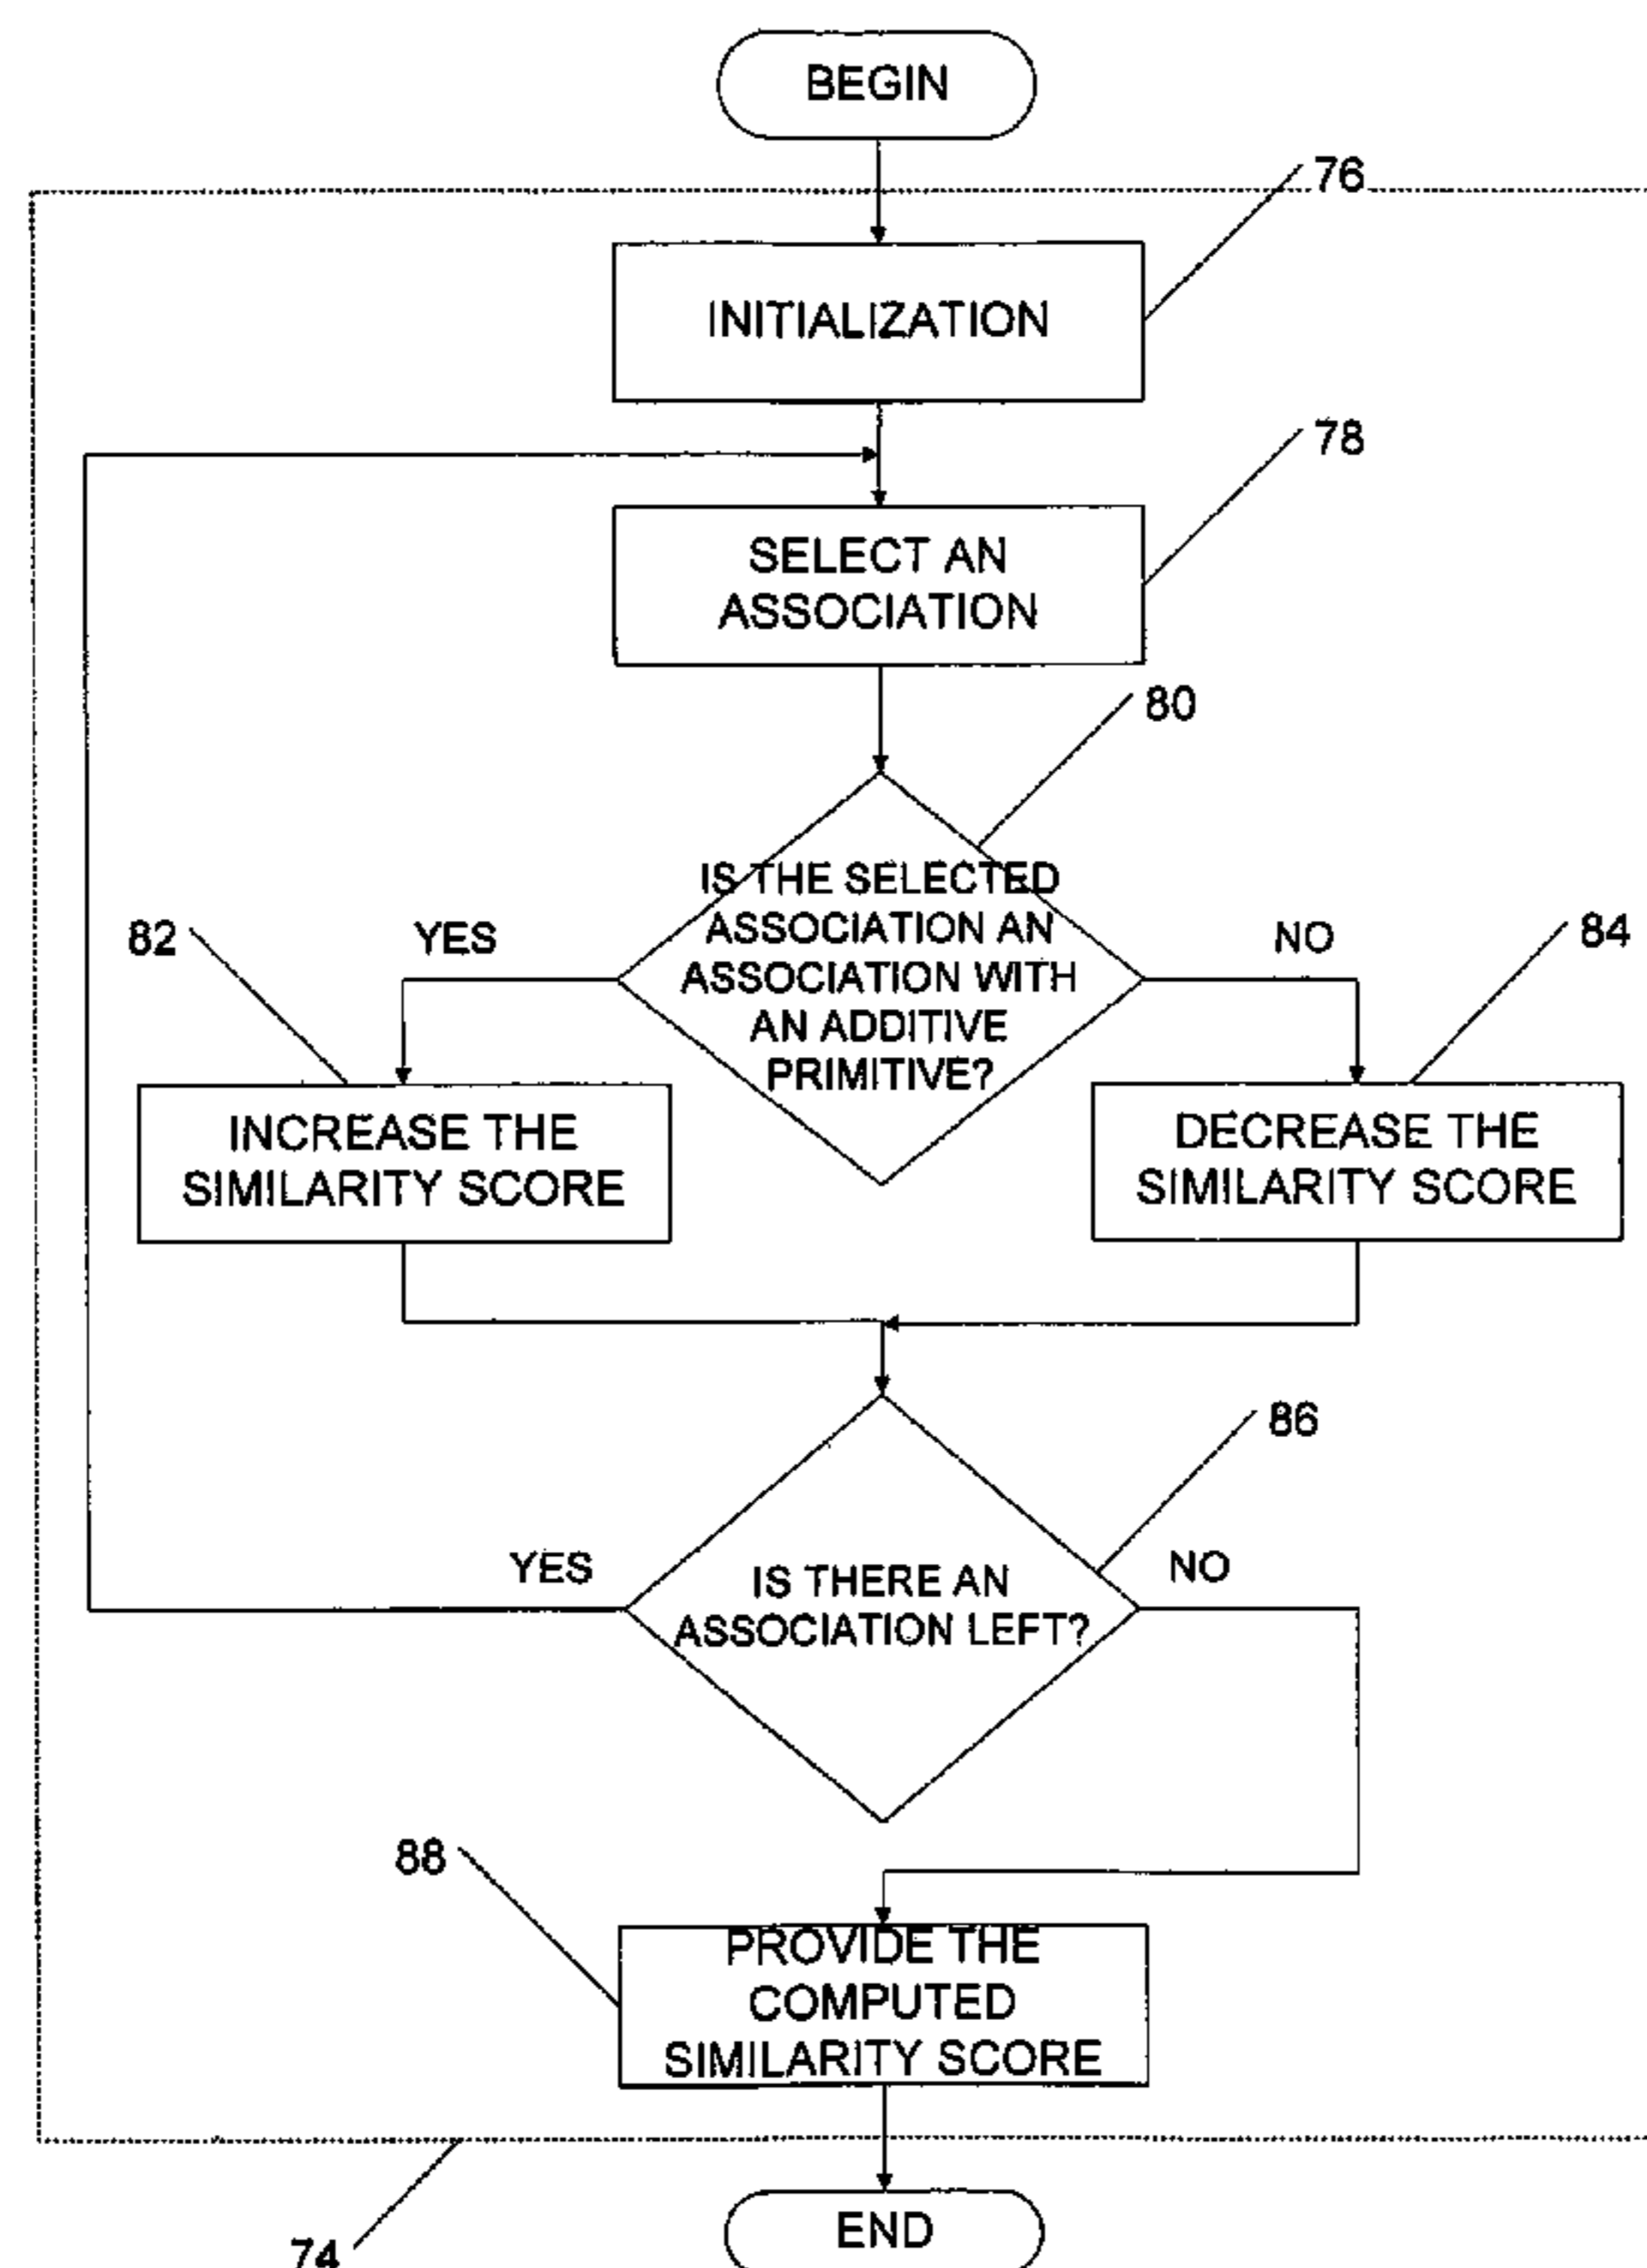 BEGIN
76
INITIALIZATION
78
SELECT AN
ASSOCIATION
80
IS THE SELECTED
ASSOCIATION AN
ASSOCIATION WITH
AN ADDITIVE
PRIMITIVE?
82
YES
NO
84
INCREASE THE
SIMILARITY SCORE
DECREASE THE
SIMILARITY SCORE
86
YES
IS THERE AN
ASSOCIATION LEFT?
NO
88
PROVIDE THE
COMPUTED
SIMILARITY SCORE
END
74